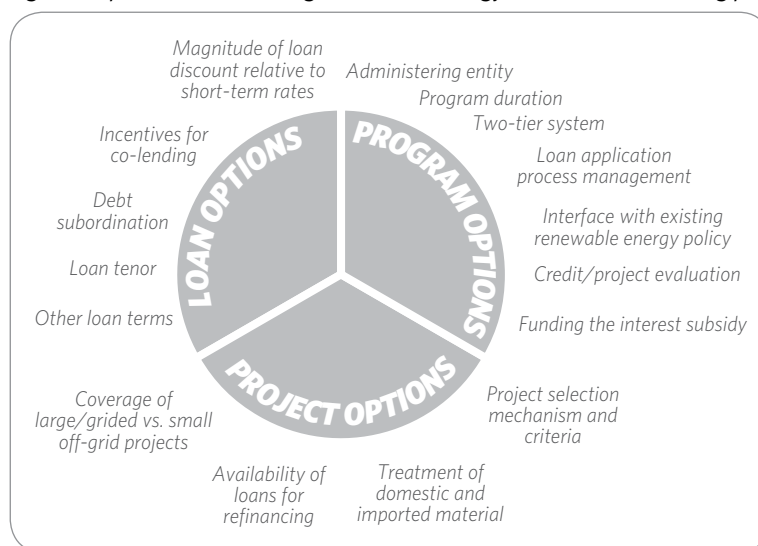 Magnitude of loan
discount relative to
short-term rates
Incentives for
co-lending
Debt
subordination
Loan tenor
Other loan terms
LOAN OPTIONS
Administering entity
Program duration
Two-tier system
Loan application
process management
Interface with existing
renewable energy policy
Credit/project evaluation
Funding the interest subsidy
PROGRAM OPTIONS
Project selection
mechanism and
criteria
Treatment of
domestic and
imported material
Availability of
loans for
refinancing
Coverage of
large/grided vs. small
off-grid projects
PROJECT OPTIONS